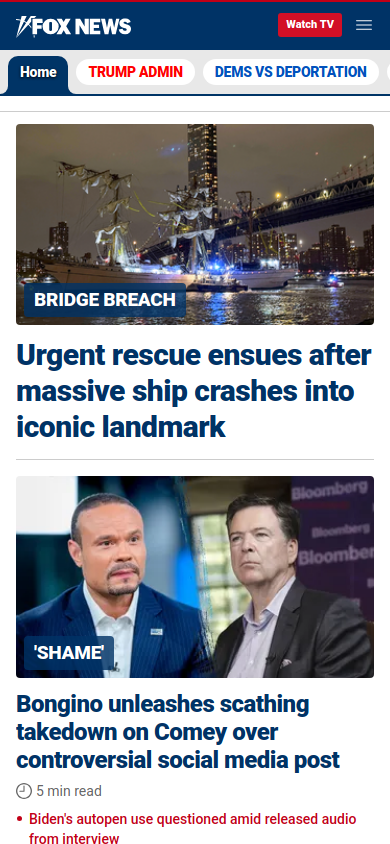 FOX NEWS
Watch TV
Home
TRUMP ADMIN
DEMS VS DEPORTATION
BRIDGE BREACH
Urgent rescue ensues after
massive ship crashes into
iconic landmark
Bloomberg
Bloomberg
Bloomber
'SHAME'
Bongino unleashes scathing
takedown on Comey over
controversial social media post
5 min read
• Biden's autopen use questioned amid released audio
from interview